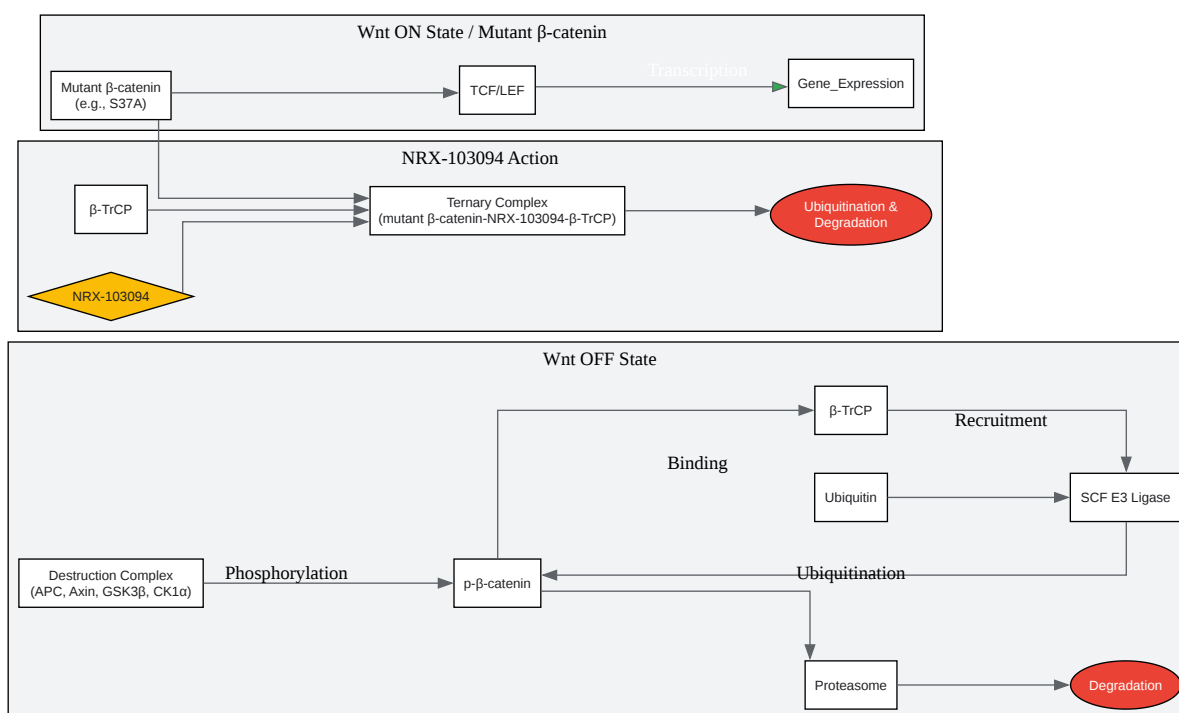 Wnt ON State / Mutant β-catenin
Mutant β-catenin
(e.g., S37A)
TCF/LEF
Transcription
Gene_Expression
NRX-103094 Action
β-TrCP
Ternary Complex
(mutant β-catenin-NRX-103094-β-TrCP)
Ubiquitination &
Degradation
NRX-103094
Wnt OFF State
β-TrCP
Recruitment
Binding
Ubiquitin
SCF E3 Ligase
Destruction Complex
(APC, Axin, GSK3β, CK1α)
Phosphorylation
p-β-catenin
Ubiquitination
Proteasome
Degradation